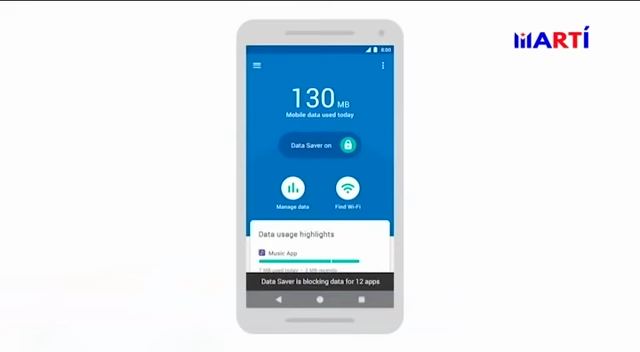 MARTÍ
8:00
130 MB
Mobile data used today
Data Saver on
Manage data
Find Wi-Fi
Data usage highlights
Music App
Data Saver is blocking data for 12 apps